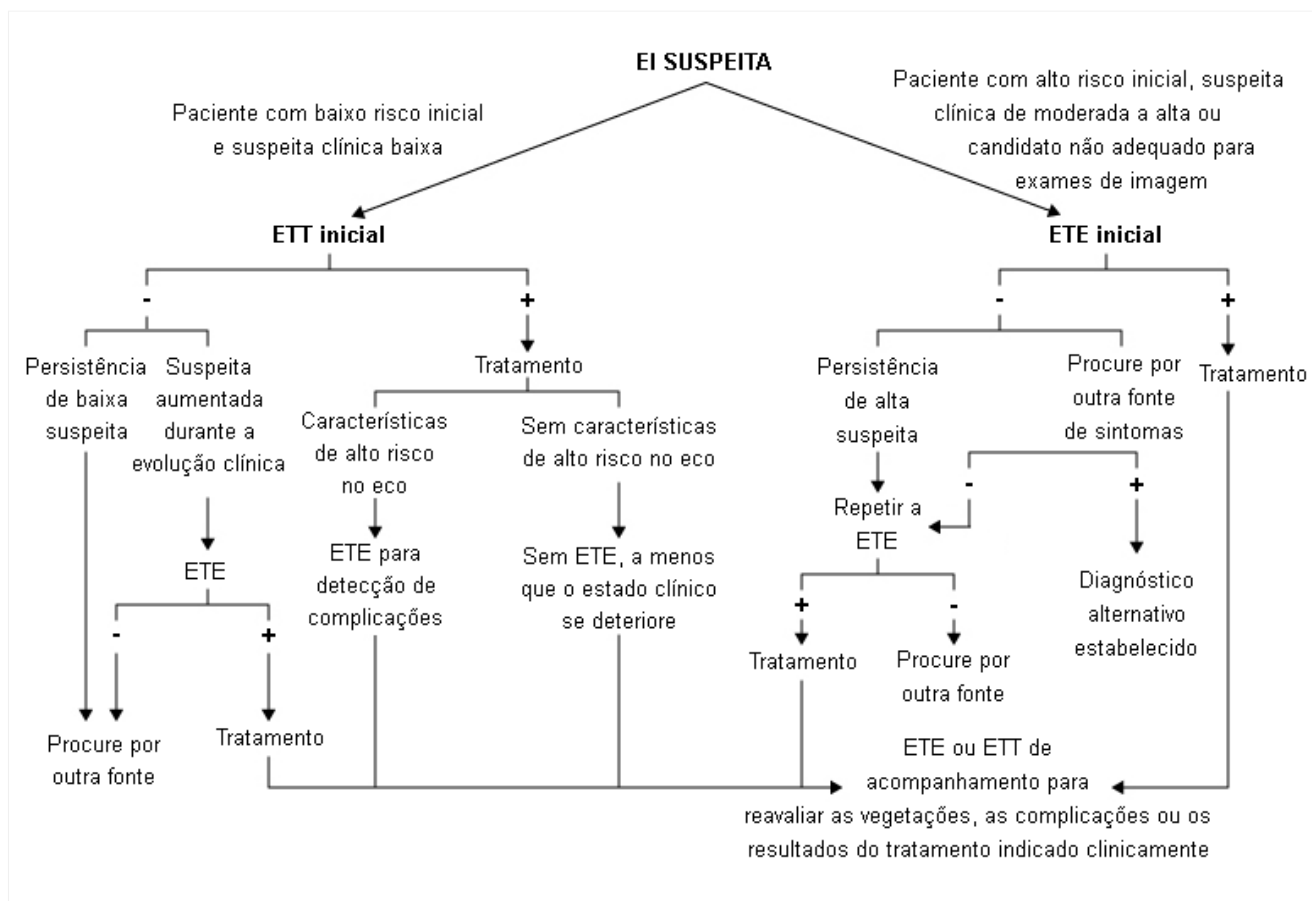 EI SUSPEITA
Paciente com baixo risco inicial
e suspeita clínica baixa
Paciente com alto risco inicial, suspeita
clínica de moderada a alta ou
candidato não adequado para
exames de imagem
ETT inicial
ETE inicial
-
+
-
+
Persistência
de baixa
suspeita
Suspeita
aumentada
durante a
evolução clínica
Tratamento
Persistência
de alta
suspeita
Procure por
outra fonte
de sintomas
Tratamento
Características
de alto risco
no eco
Sem características
de alto risco no eco
-
+
Repetir a
ETE
ETE
ETE para
detecção de
complicações
Sem ETE, a menos
que o estado clínico
se deteriore
Diagnóstico
alternativo
estabelecido
-
+
+
-
Tratamento
Procure por
outra fonte
Procure por
outra fonte
Tratamento
ETE ou ETT de
acompanhamento para
reavaliar as vegetações, as complicações ou os
resultados do tratamento indicado clinicamente